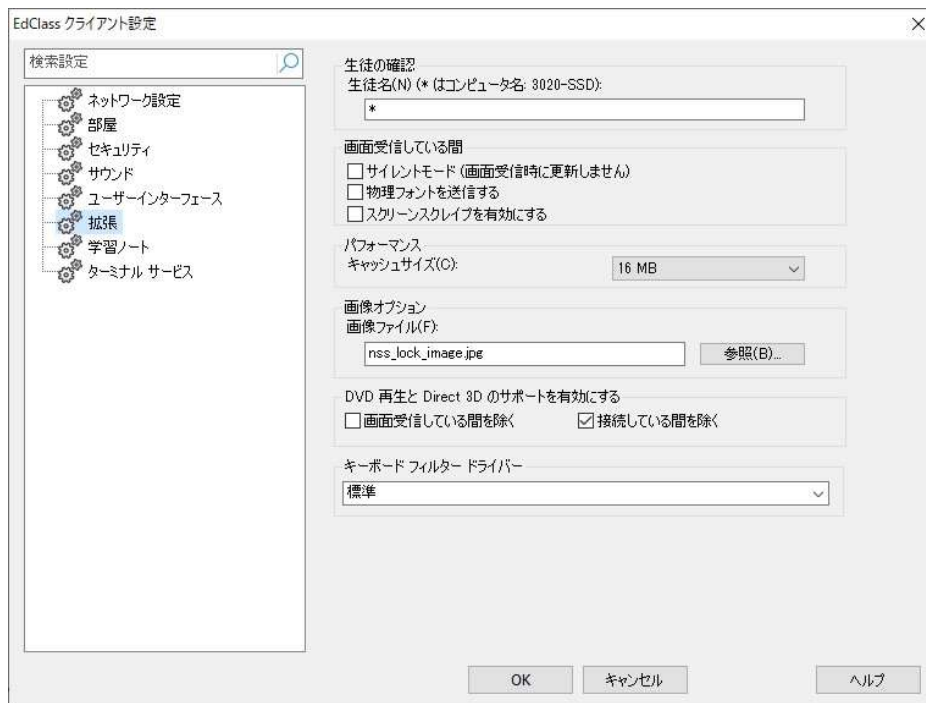 EdClass クライアント設定
検索設定
ネットワーク設定
部屋
セキュリティ
サウンド
ユーザーインターフェース
拡張
学習ノート
ターミナル サービス
生徒の確認
生徒名(N) (* はコンピュータ名: 3020-SSD):
*
画面受信している間
サイレントモード (画面受信時に更新しません)
物理フォントを送信する
スクリーンスクレイプを有効にする
パフォーマンス
キャッシュサイズ(C):
16 MB
画像オプション
画像ファイル(F):
nss_lock_image.jpg
参照(B)...
DVD 再生と Direct 3D のサポートを有効にする
画面受信している間を除く
接続している間を除く
キーボード フィルター ドライバー
標準
OK
キャンセル
ヘルプ